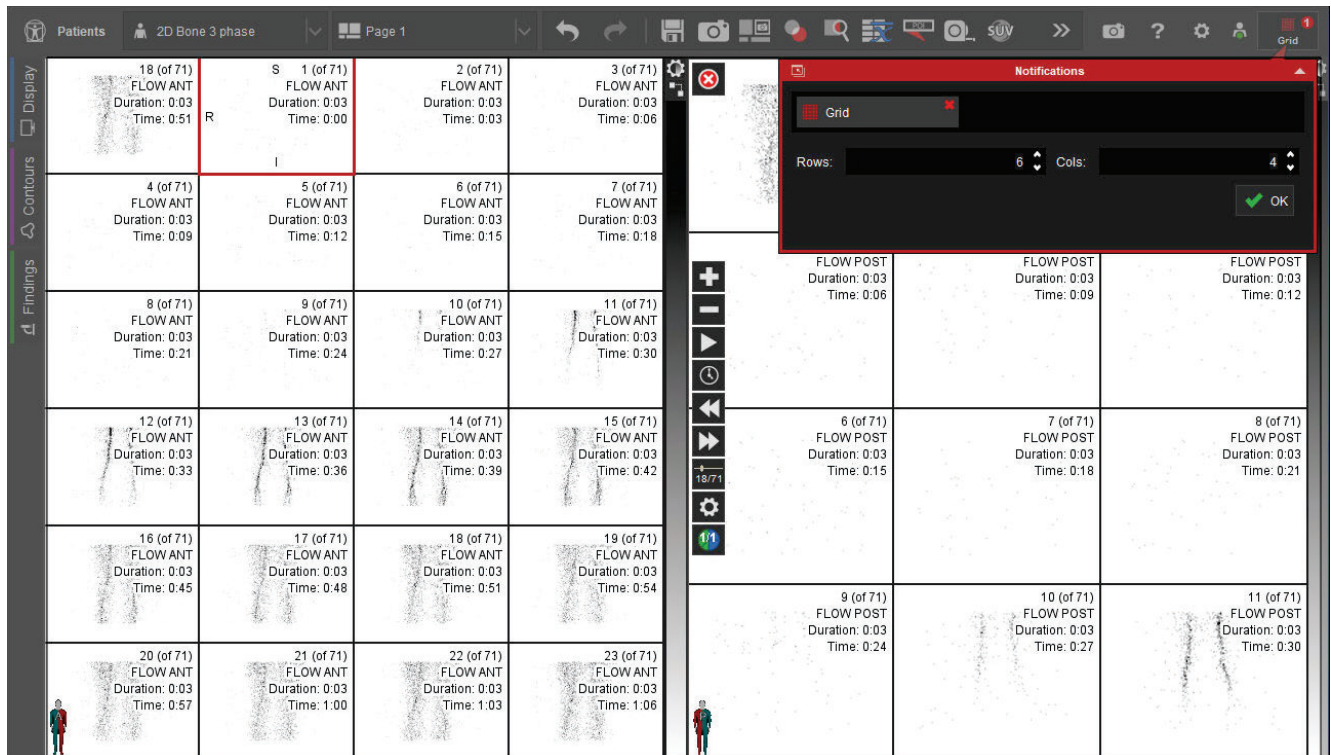 Patients
2D Bone 3 phase
Page 1
POI
SUV
1
Grid
Display
Contours
Findings
18 (of 71)
FLOW ANT
Duration: 0:03
Time: 0:51
S 1 (of 71)
FLOW ANT
Duration: 0:03
R Time: 0:00
I
2 (of 71)
FLOW ANT
Duration: 0:03
Time: 0:03
3 (of 71)
FLOW ANT
Duration: 0:03
Time: 0:06
4 (of 71)
FLOW ANT
Duration: 0:03
Time: 0:09
5 (of 71)
FLOW ANT
Duration: 0:03
Time: 0:12
6 (of 71)
FLOW ANT
Duration: 0:03
Time: 0:15
7 (of 71)
FLOW ANT
Duration: 0:03
Time: 0:18
8 (of 71)
FLOW ANT
Duration: 0:03
Time: 0:21
9 (of 71)
FLOW ANT
Duration: 0:03
Time: 0:24
10 (of 71)
FLOW ANT
Duration: 0:03
Time: 0:27
11 (of 71)
FLOW ANT
Duration: 0:03
Time: 0:30
12 (of 71)
FLOW ANT
Duration: 0:03
Time: 0:33
13 (of 71)
FLOW ANT
Duration: 0:03
Time: 0:36
14 (of 71)
FLOW ANT
Duration: 0:03
Time: 0:39
15 (of 71)
FLOW ANT
Duration: 0:03
Time: 0:42
16 (of 71)
FLOW ANT
Duration: 0:03
Time: 0:45
17 (of 71)
FLOW ANT
Duration: 0:03
Time: 0:48
18 (of 71)
FLOW ANT
Duration: 0:03
Time: 0:51
19 (of 71)
FLOW ANT
Duration: 0:03
Time: 0:54
20 (of 71)
FLOW ANT
Duration: 0:03
Time: 0:57
21 (of 71)
FLOW ANT
Duration: 0:03
Time: 1:00
22 (of 71)
FLOW ANT
Duration: 0:03
Time: 1:03
23 (of 71)
FLOW ANT
Duration: 0:03
Time: 1:06
Notifications
Grid
Rows: 6 Cols: 4
OK
FLOW POST
Duration: 0:03
Time: 0:06
FLOW POST
Duration: 0:03
Time: 0:09
FLOW POST
Duration: 0:03
Time: 0:12
18/71
1/1
6 (of 71)
FLOW POST
Duration: 0:03
Time: 0:15
7 (of 71)
FLOW POST
Duration: 0:03
Time: 0:18
8 (of 71)
FLOW POST
Duration: 0:03
Time: 0:21
9 (of 71)
FLOW POST
Duration: 0:03
Time: 0:24
10 (of 71)
FLOW POST
Duration: 0:03
Time: 0:27
11 (of 71)
FLOW POST
Duration: 0:03
Time: 0:30